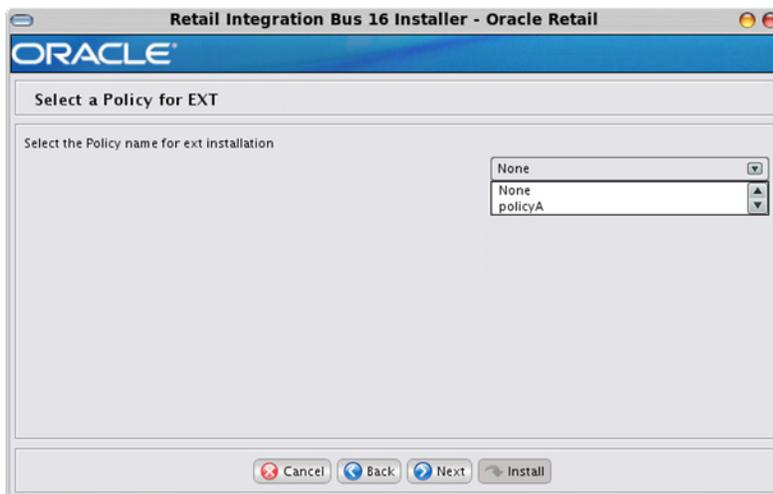 Retail Integration Bus 16 Installer - Oracle Retail
ORACLE®
Select a Policy for EXT
Select the Policy name for ext installation
None
None
policyA
Cancel Back Next Install